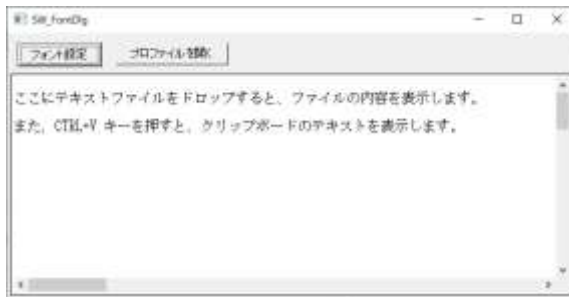 Sit_FontDlg
フォント設定
プロファイルを開く
ここにテキストファイルをドロップすると、ファイルの内容を表示します。
また、CTRL+V キーを押すと、クリップボードのテキストを表示します。